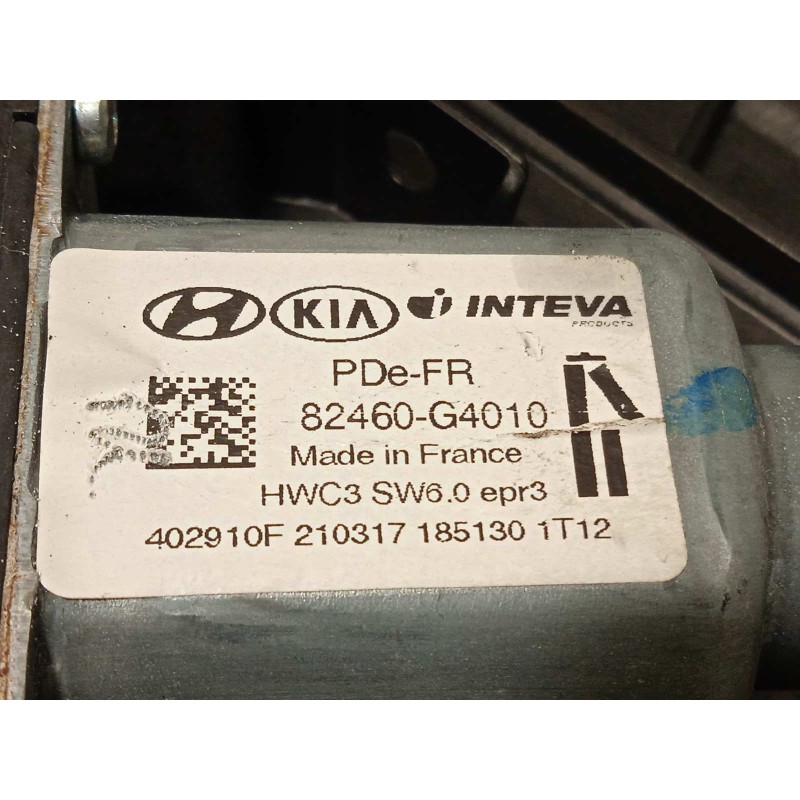 KIA INTEVA
PRODUCTS
PDe-FR
82460-G4010
Made in France
HWC3 SW6.0 epr3
402910F 210317 185130 1T12